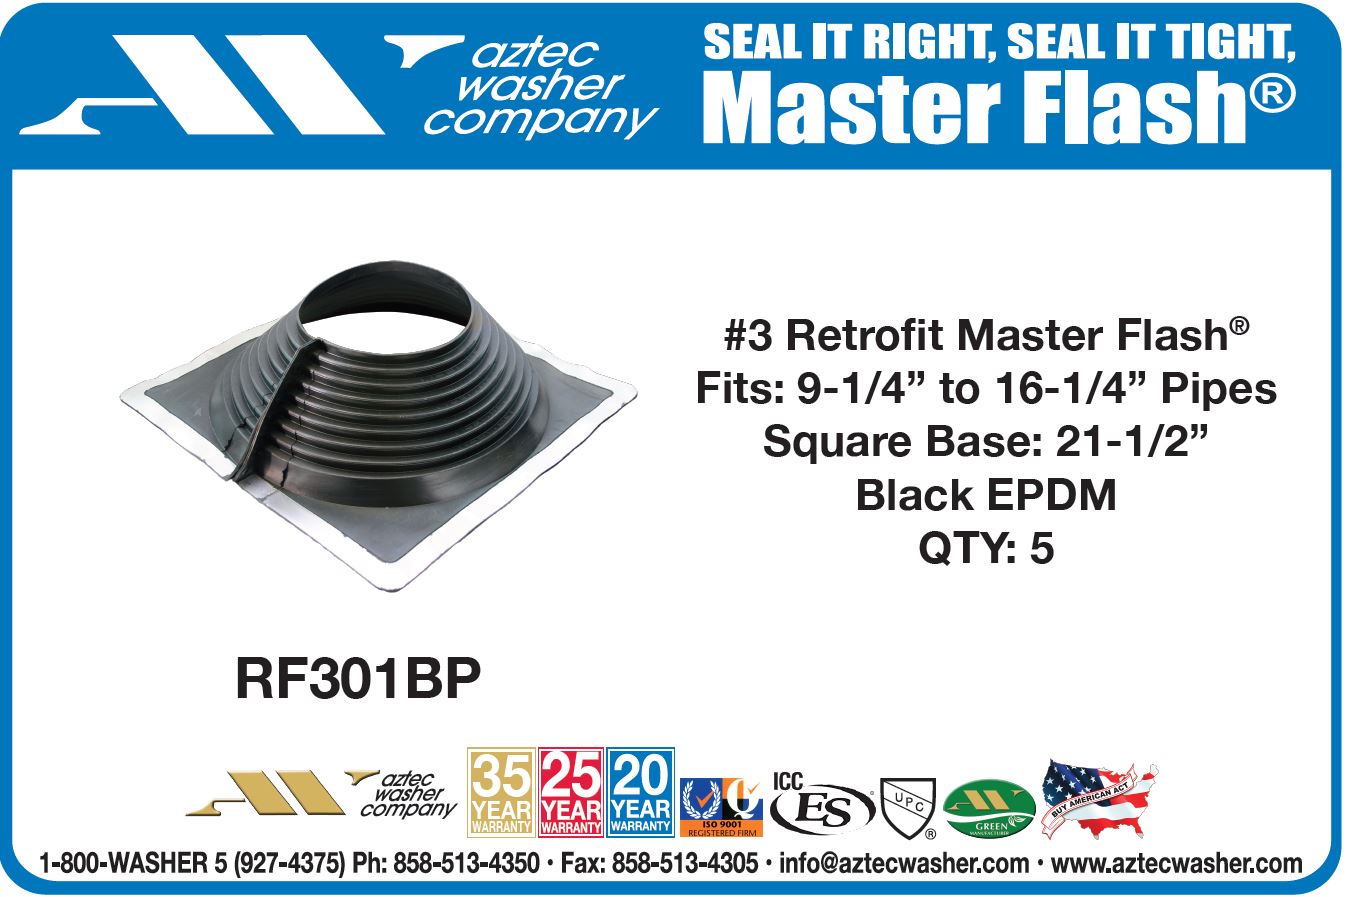 aztec
washer
company
SEAL IT RIGHT, SEAL IT TIGHT,
Master Flash®
#3 Retrofit Master Flash®
Fits: 9-1/4” to 16-1/4” Pipes
Square Base: 21-1/2”
Black EPDM
QTY: 5
RF301BP
aztec
washer
company
35
YEAR
WARRANTY
25
YEAR
WARRANTY
20
YEAR
WARRANTY
Q
ISO 9001
REGISTERED FIRM
ICC
ES®
UPC®
GREEN
MANUFACTURER
BUY AMERICAN ACT
1-800-WASHER 5 (927-4375) Ph: 858-513-4350 · Fax: 858-513-4305 · info@aztecwasher.com · www.aztecwasher.com